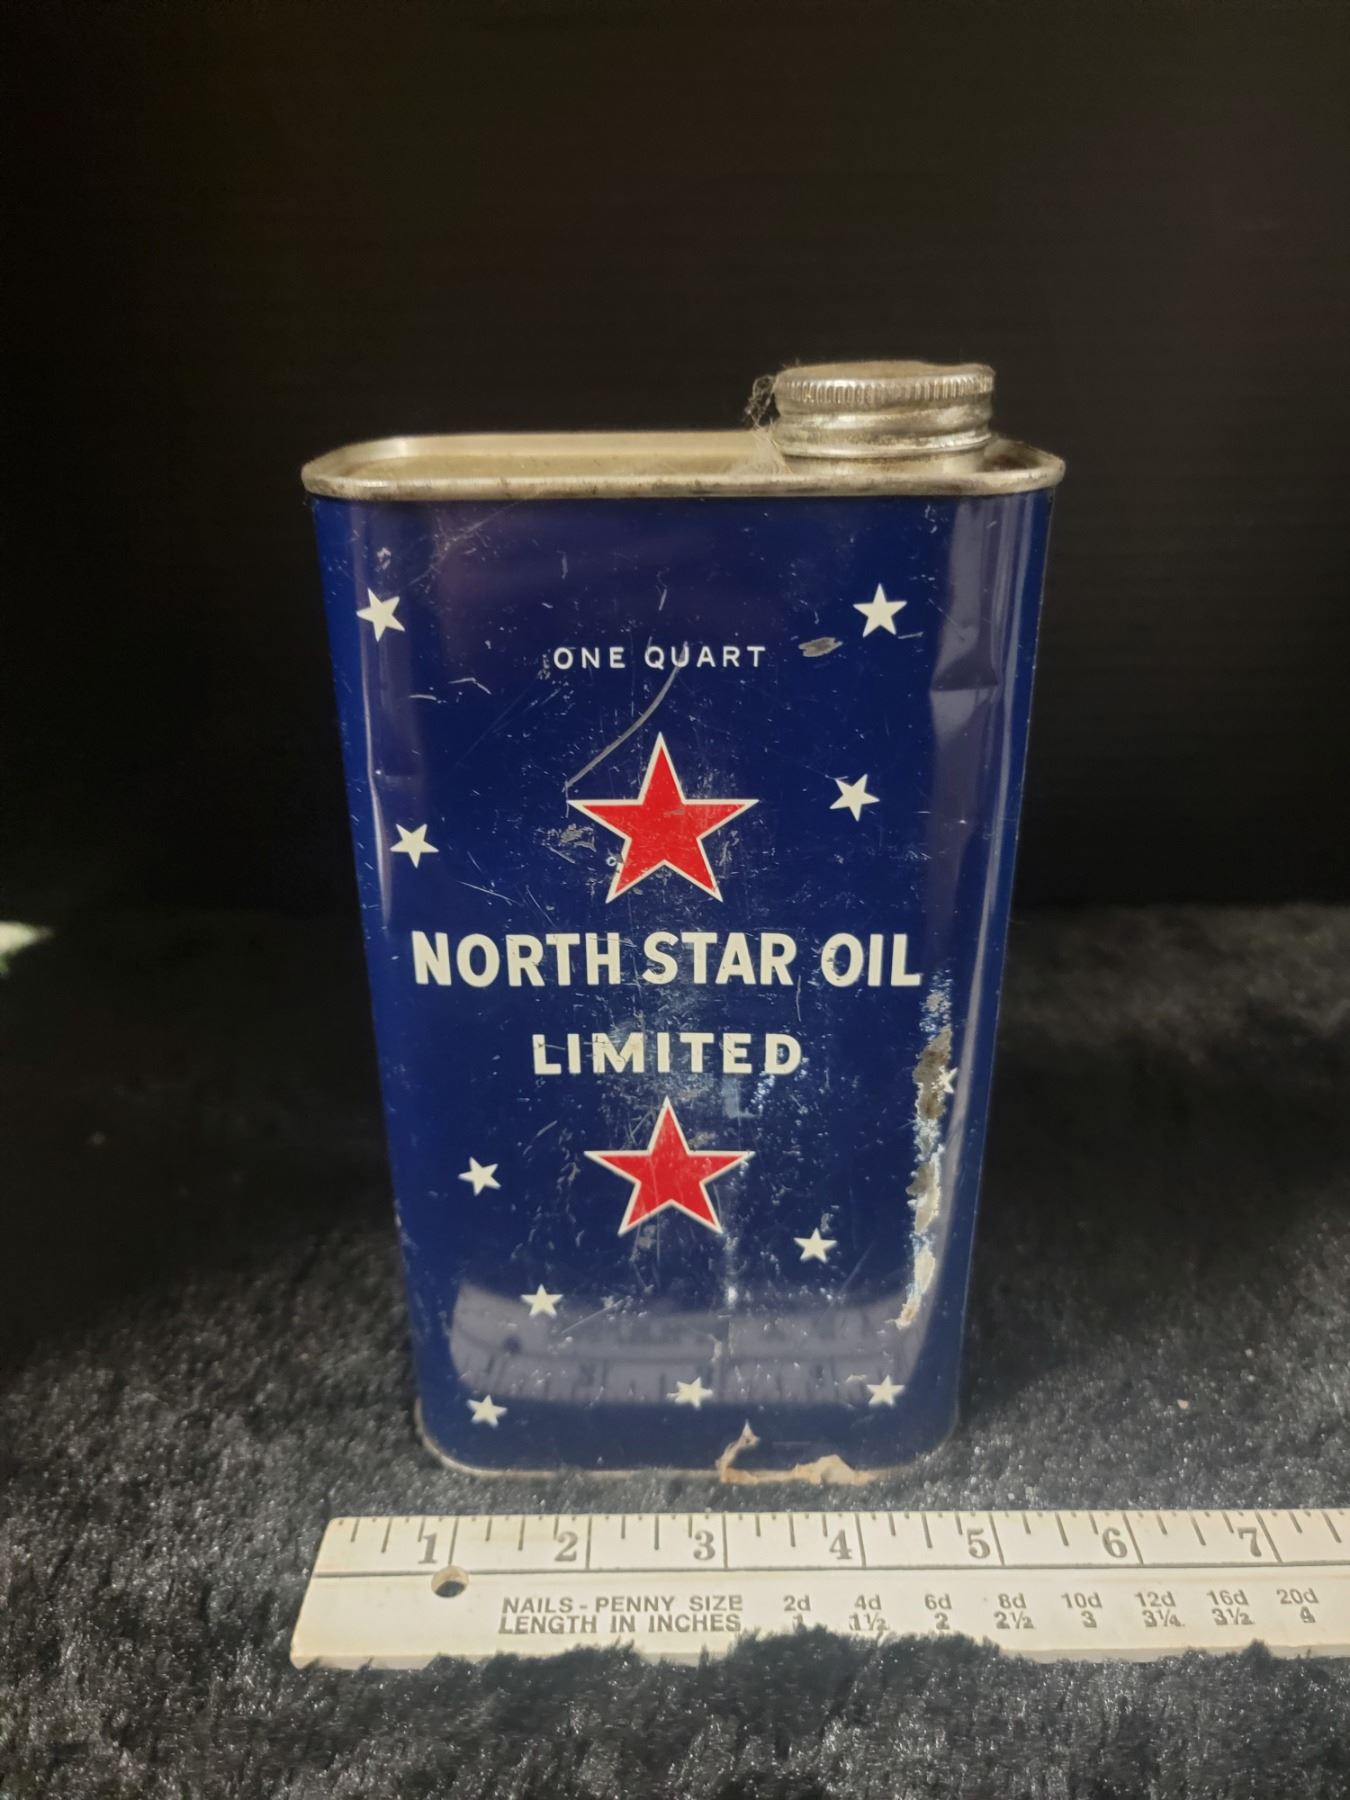 ONE QUART
NORTH STAR OIL
LIMITED
1 2 3 4 5 6 7
NAILS - PENNY SIZE 2d 4d 6d 8d 10d 12d 16d 20d
LENGTH IN INCHES 1 1½ 2 2½ 3 3¼ 3½ 4